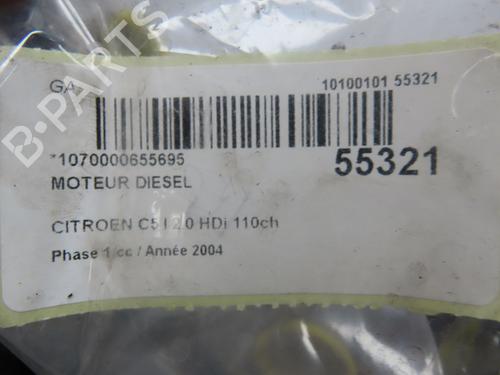 GA
10100101 55321
*1070000655695
55321
MOTEUR DIESEL
CITROEN C5 I 2.0 HDi 110ch
Phase 1/cc / Année 2004
B-PARTS